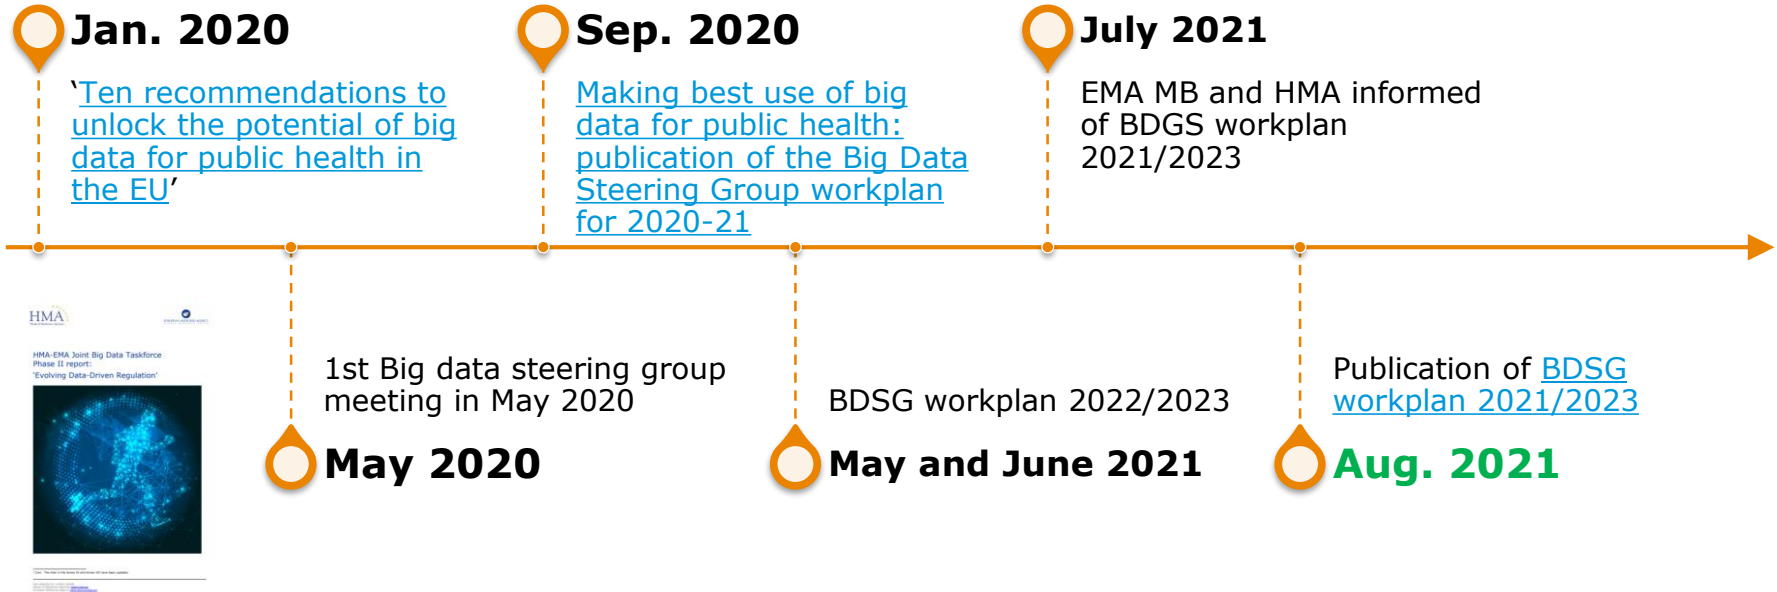 Jan. 2020
‘Ten recommendations to
unlock the potential of big
data for public health in
the EU’
Sep. 2020
Making best use of big
data for public health:
publication of the Big Data
Steering Group workplan
for 2020-21
July 2021
EMA MB and HMA informed
of BDGS workplan
2021/2023
HMA
HMA-EMA Joint Big Data Taskforce
Phase II report:
‘Evolving Data-Driven Regulation’
1st Big data steering group
meeting in May 2020
May 2020
BDSG workplan 2022/2023
May and June 2021
Publication of BDSG
workplan 2021/2023
Aug. 2021